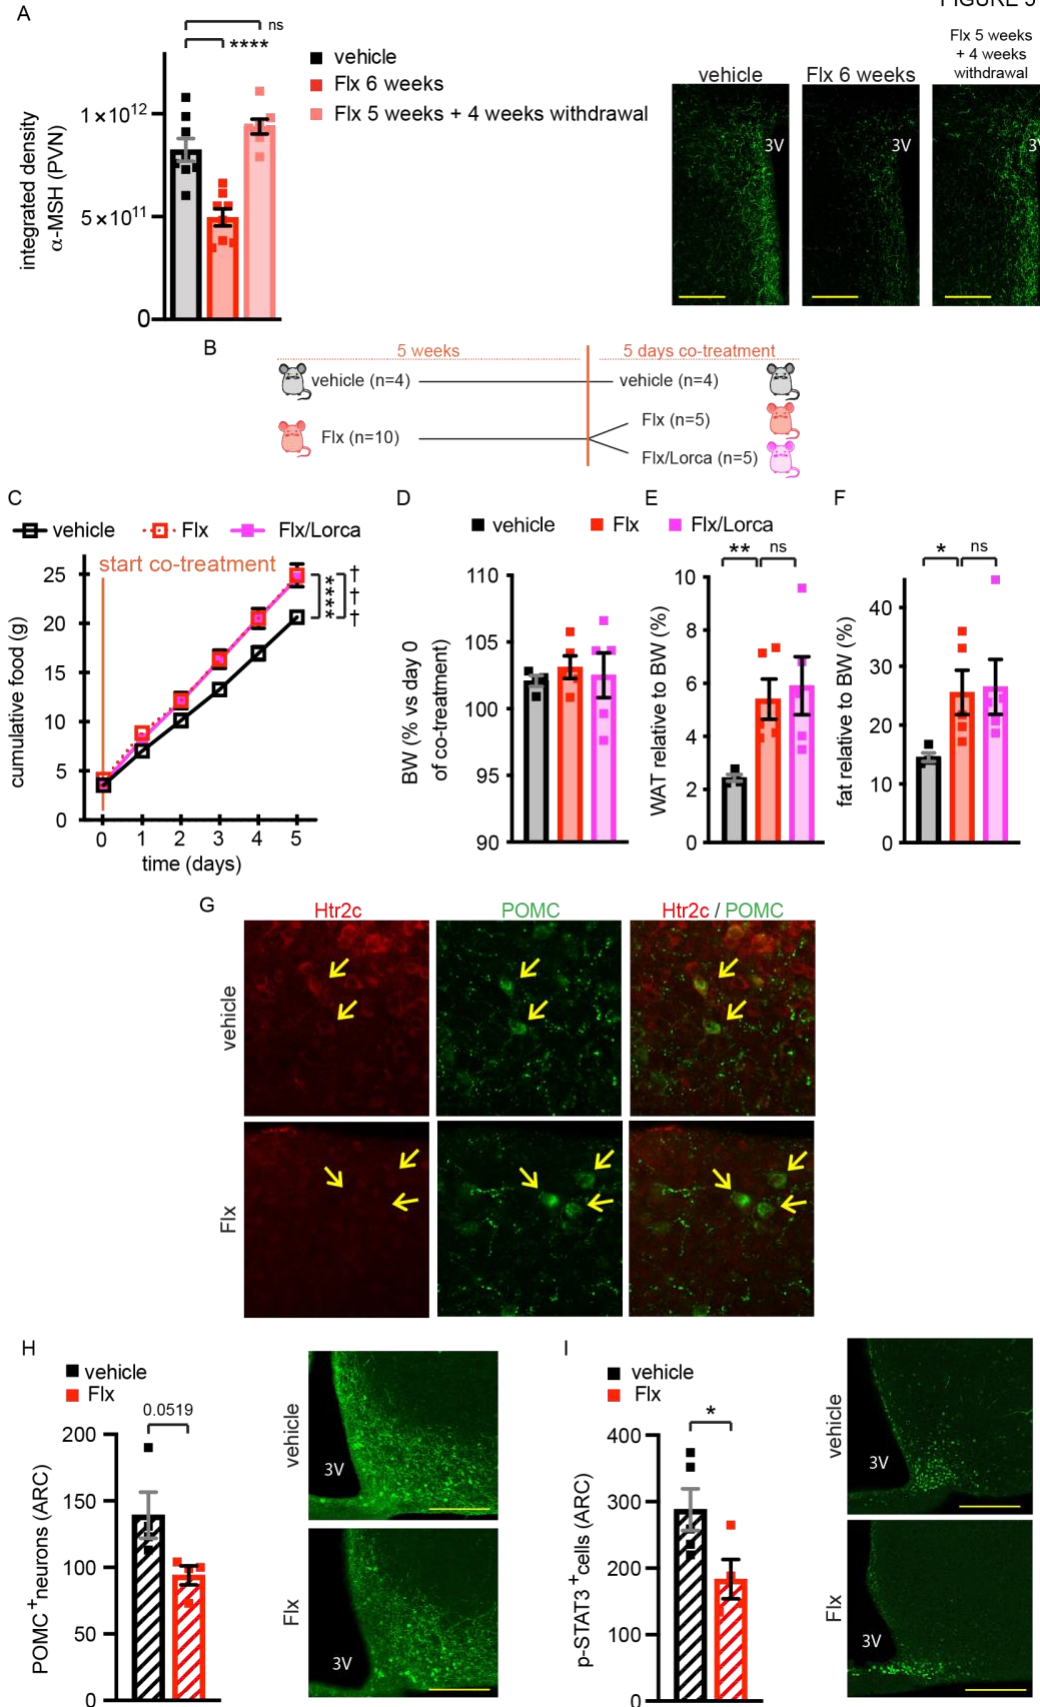 FIGURE 5
A
ns
****
vehicle
Flx 6 weeks
Flx 5 weeks + 4 weeks withdrawal
integrated density
α-MSH (PVN)
1×10¹²
5×10¹¹
0
vehicle
Flx 6 weeks
Flx 5 weeks
+ 4 weeks
withdrawal
3V
3V
3V
B
5 weeks
5 days co-treatment
vehicle (n=4)
vehicle (n=4)
Flx (n=10)
Flx (n=5)
Flx/Lorca (n=5)
C
vehicle
Flx
Flx/Lorca
start co-treatment
cumulative food (g)
25
20
15
10
5
0
0 1 2 3 4 5
time (days)
****
†††
D
E
F
vehicle
Flx
Flx/Lorca
BW (% vs day 0
of co-treatment)
110
105
100
95
90
** ns
WAT relative to BW (%)
10
8
6
4
2
0
* ns
fat relative to BW (%)
40
30
20
10
0
G
Htr2c
POMC
Htr2c / POMC
vehicle
Flx
H
vehicle
Flx
0.0519
POMC⁺neurons (ARC)
200
150
100
50
0
vehicle
3V
Flx
3V
I
vehicle
Flx
*
p-STAT3⁺cells (ARC)
400
300
200
100
0
vehicle
3V
Flx
3V